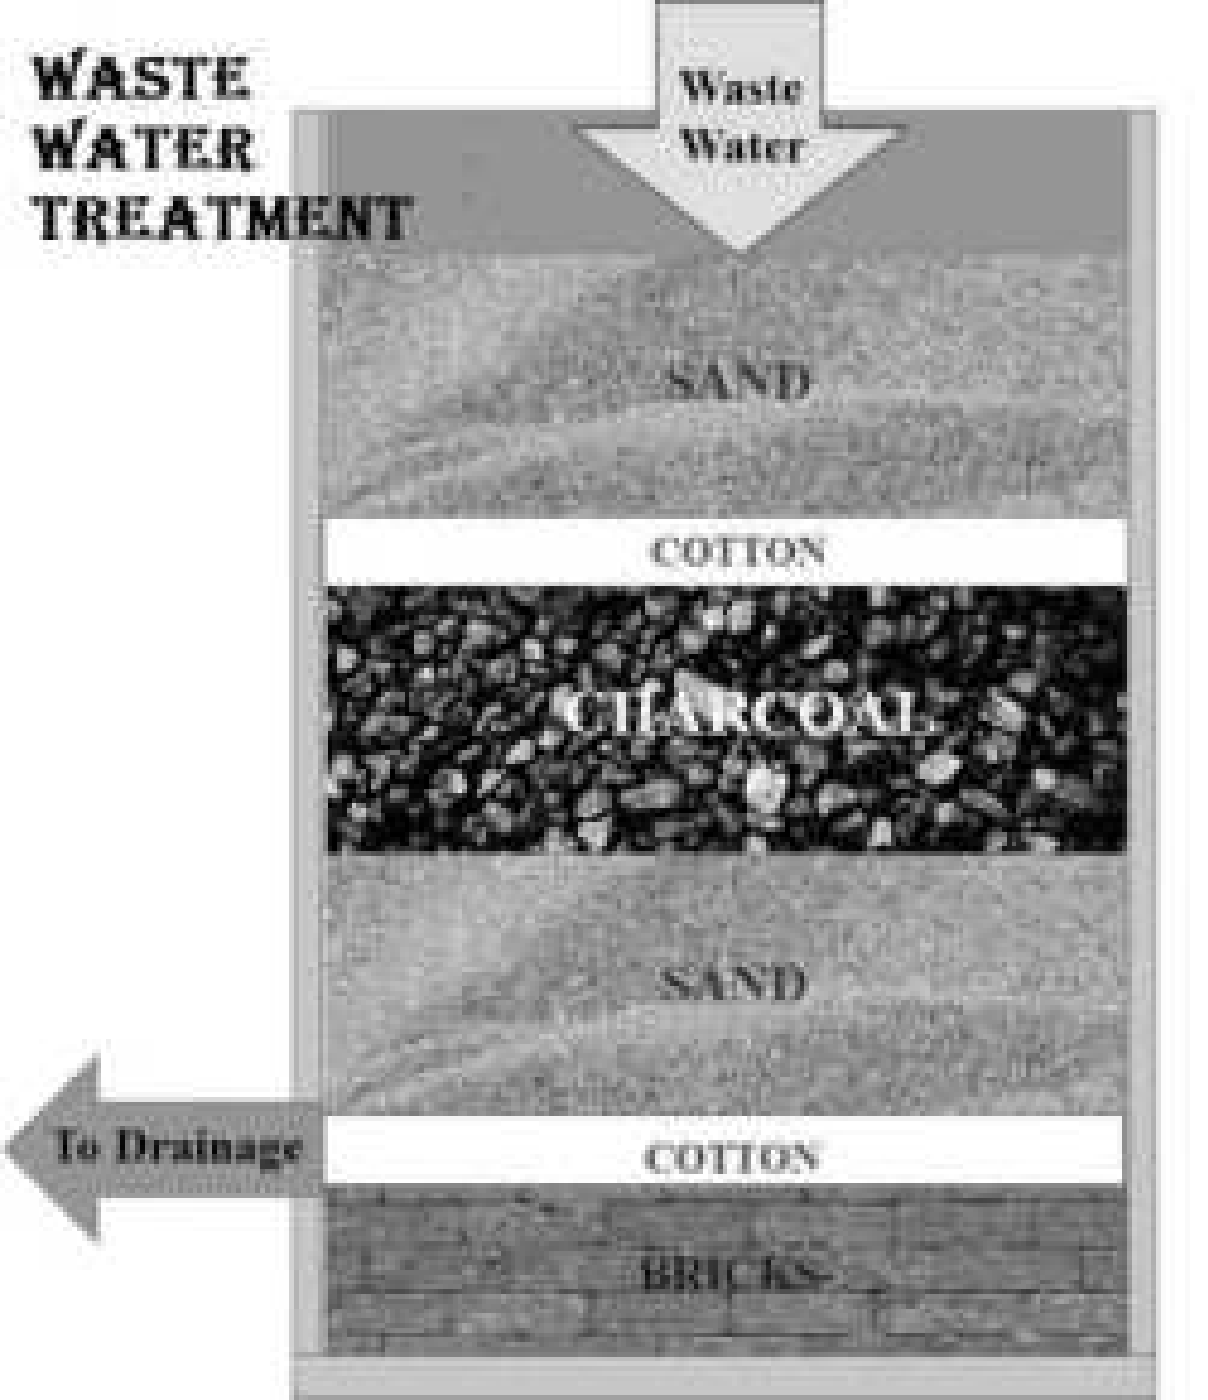 WASTE
WATER
TREATMENT
Waste
Water
SAND
COTTON
CHARCOAL
SAND
To Drainage
COTTON
BRICKS